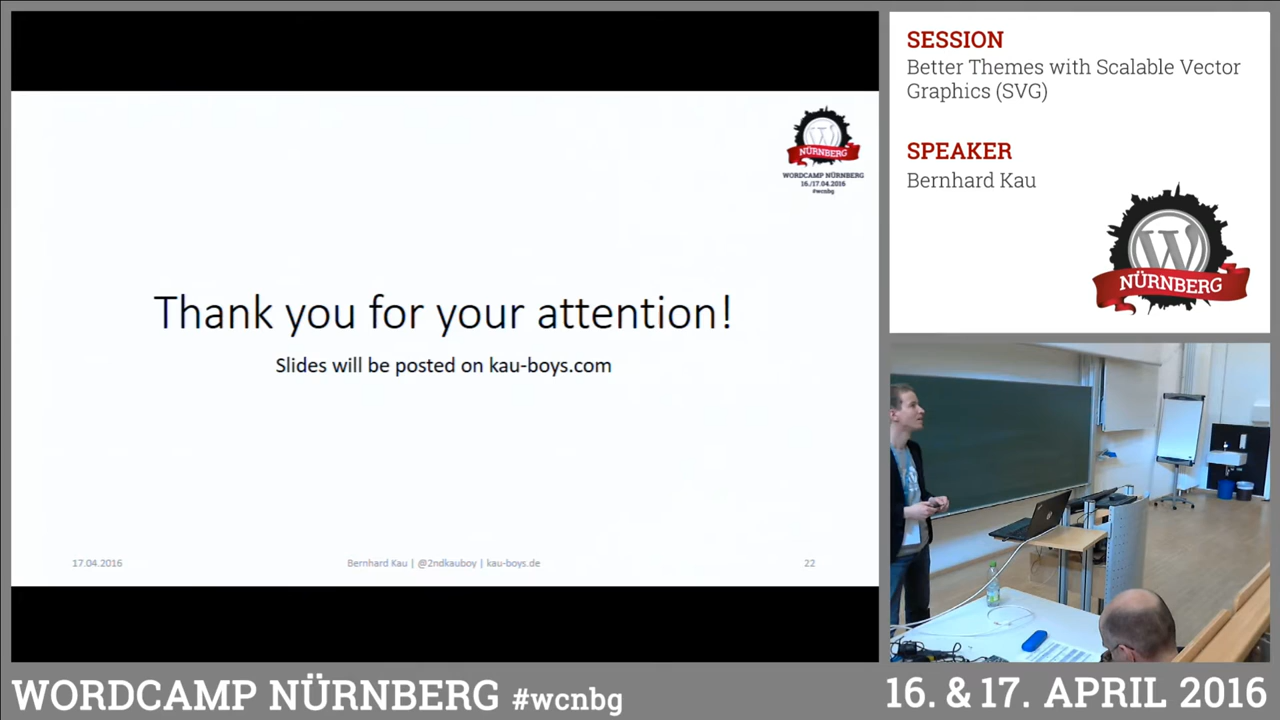 NÜRNBERG
WORDCAMP NÜRNBERG
16./17.04.2016
#wcnbg
Thank you for your attention!
Slides will be posted on kau-boys.com
17.04.2016
Bernhard Kau | @2ndkauboy | kau-boys.de
22
SESSION
Better Themes with Scalable Vector
Graphics (SVG)
SPEAKER
Bernhard Kau
W
NÜRNBERG
WORDCAMP NÜRNBERG #wcnbg
16. & 17. APRIL 2016